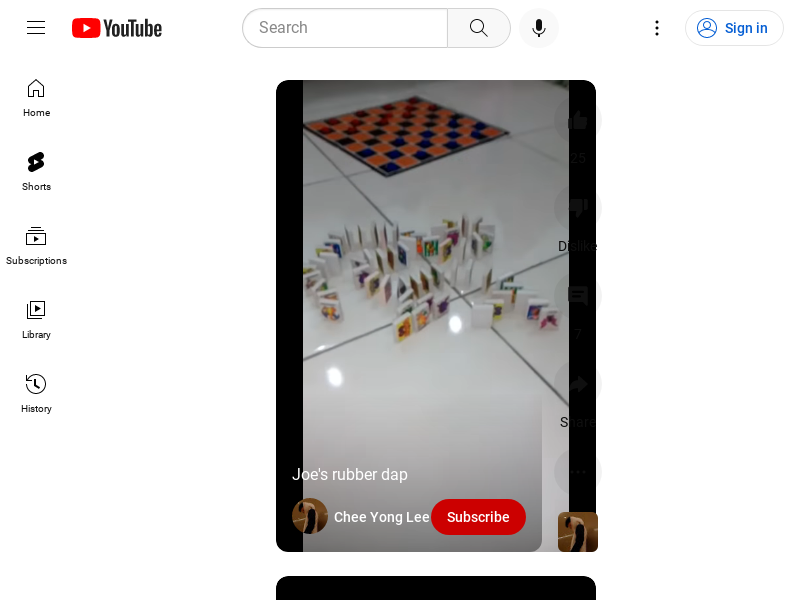 YouTube
Search
Sign in
Home
Shorts
Subscriptions
Library
History
25
Dislike
7
Share
Joe's rubber dap
Chee Yong Lee
Subscribe